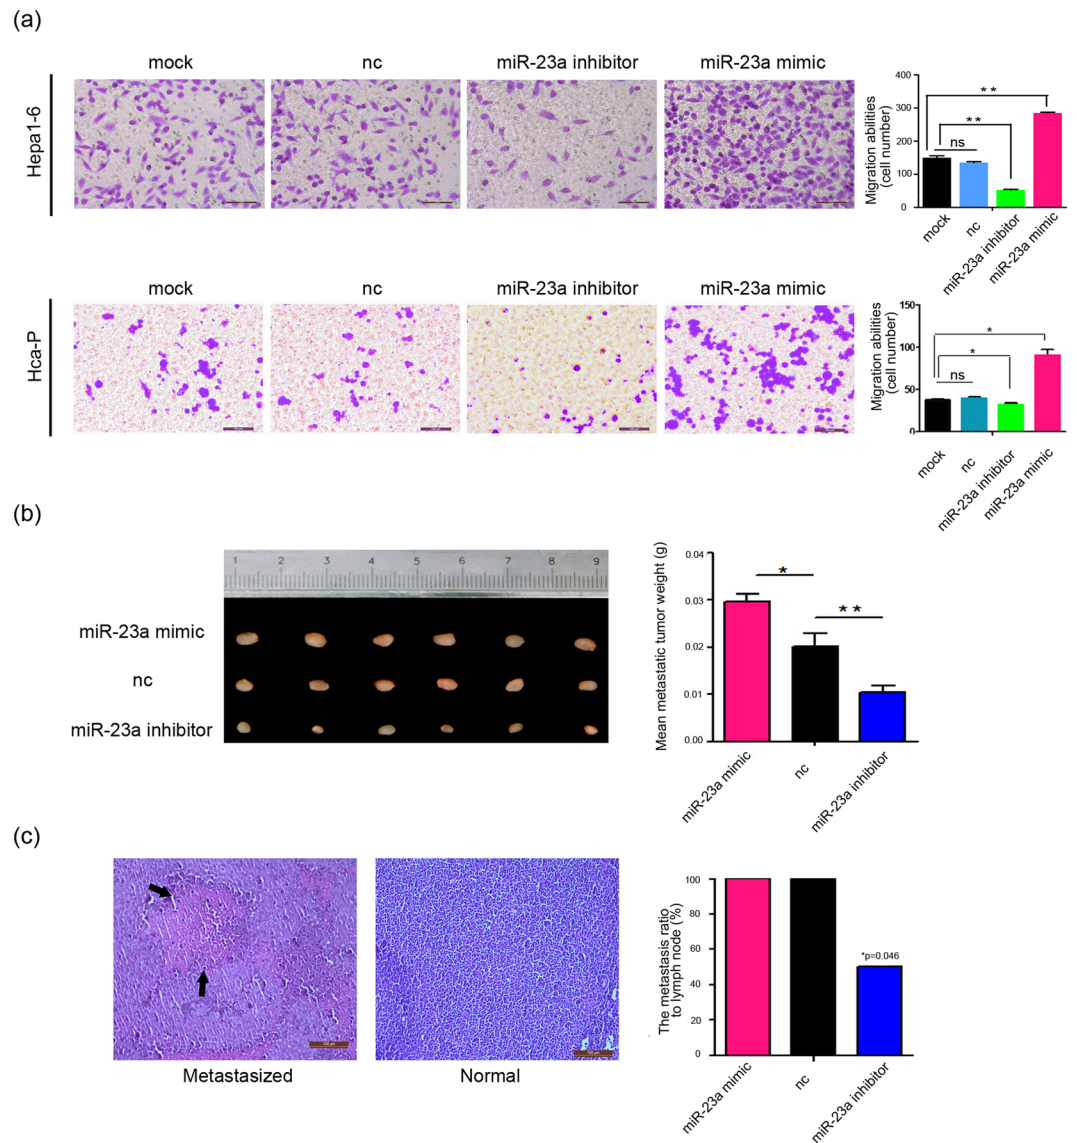 (a)
mock nc miR-23a inhibitor miR-23a mimic
Hepa1-6
Migration abilities
(cell number)
400
300
200
100
0
**
**
ns
mock nc miR-23a inhibitor miR-23a mimic
mock nc miR-23a inhibitor miR-23a mimic
Hca-P
Migration abilities
(cell number)
150
100
50
0
*
*
ns
mock nc miR-23a inhibitor miR-23a mimic
(b)
1 2 3 4 5 6 7 8 9
miR-23a mimic
nc
miR-23a inhibitor
Mean metastatic tumor weight (g)
0.04
0.03
0.02
0.01
0.00
*
**
miR-23a mimic nc miR-23a inhibitor
(c)
Metastasized Normal
The metastasis ratio
to lymph node (%)
100
80
60
40
20
0
*p=0.046
miR-23a mimic nc miR-23a inhibitor